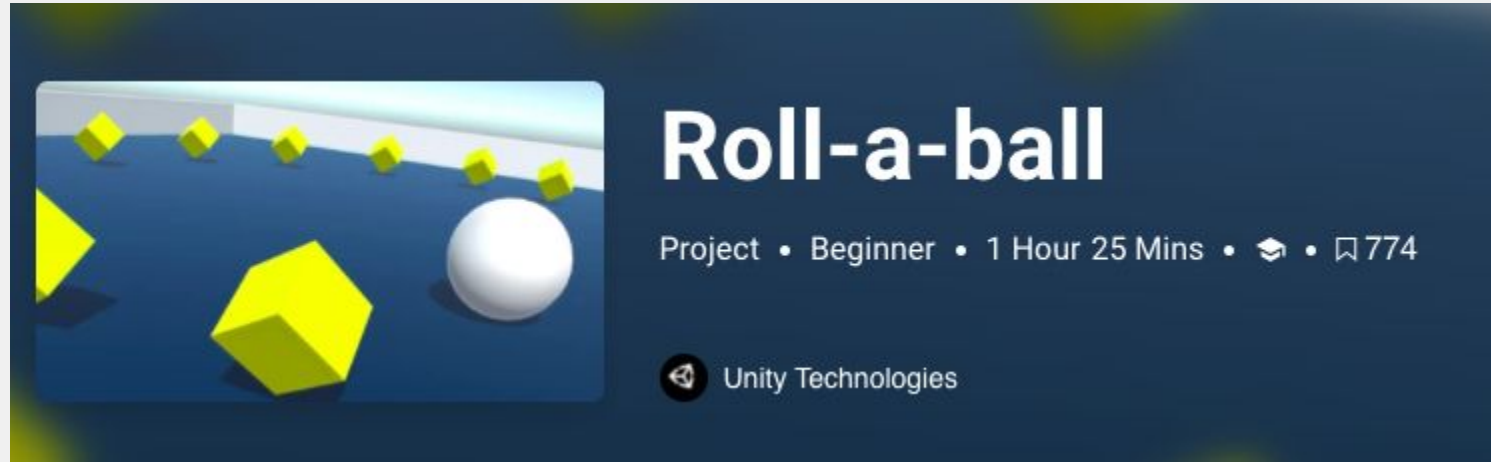 Roll-a-ball
Project • Beginner • 1 Hour 25 Mins • • 774
Unity Technologies